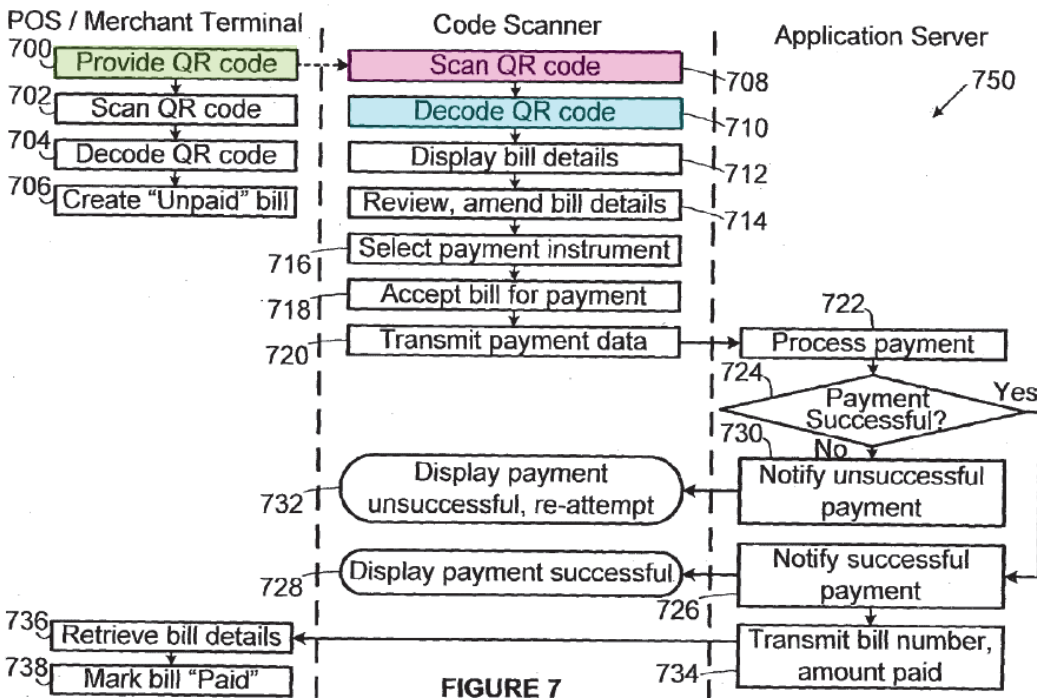 POS / Merchant Terminal
Code Scanner
Application Server
700
Provide QR code
Scan QR code
708
750
702
Scan QR code
Decode QR code
710
704
Decode QR code
Display bill details
712
706
Create “Unpaid” bill
Review, amend bill details
714
716
Select payment instrument
718
Accept bill for payment
722
720
Transmit payment data
Process payment
724
Payment
Successful?
Yes
730
No
Display payment
unsuccessful, re-attempt
732
Notify unsuccessful
payment
728
Display payment successful
Notify successful
payment
726
736
Retrieve bill details
Transmit bill number,
amount paid
734
738
Mark bill “Paid”
FIGURE 7